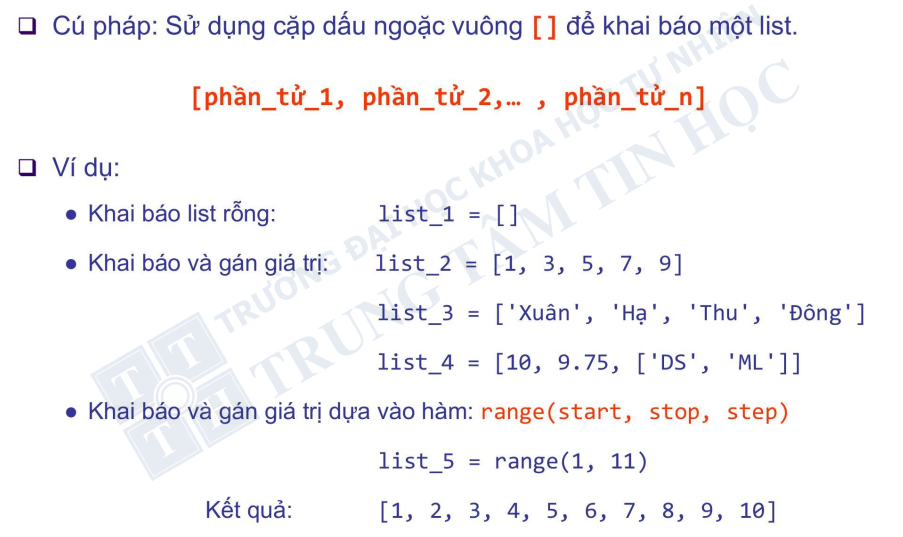 ❑ Cú pháp: Sử dụng cặp dấu ngoặc vuông [] để khai báo một list.
[phần_tử_1, phần_tử_2,… , phần_tử_n]
❑ Ví dụ:
● Khai báo list rỗng: list_1 = []
● Khai báo và gán giá trị: list_2 = [1, 3, 5, 7, 9]
list_3 = ['Xuân', 'Hạ', 'Thu', 'Đông']
list_4 = [10, 9.75, ['DS', 'ML']]
● Khai báo và gán giá trị dựa vào hàm: range(start, stop, step)
list_5 = range(1, 11)
Kết quả: [1, 2, 3, 4, 5, 6, 7, 8, 9, 10]
TRƯỜNG ĐẠI HỌC KHOA HỌC TỰ NHIÊN
TRUNG TÂM TIN HỌC